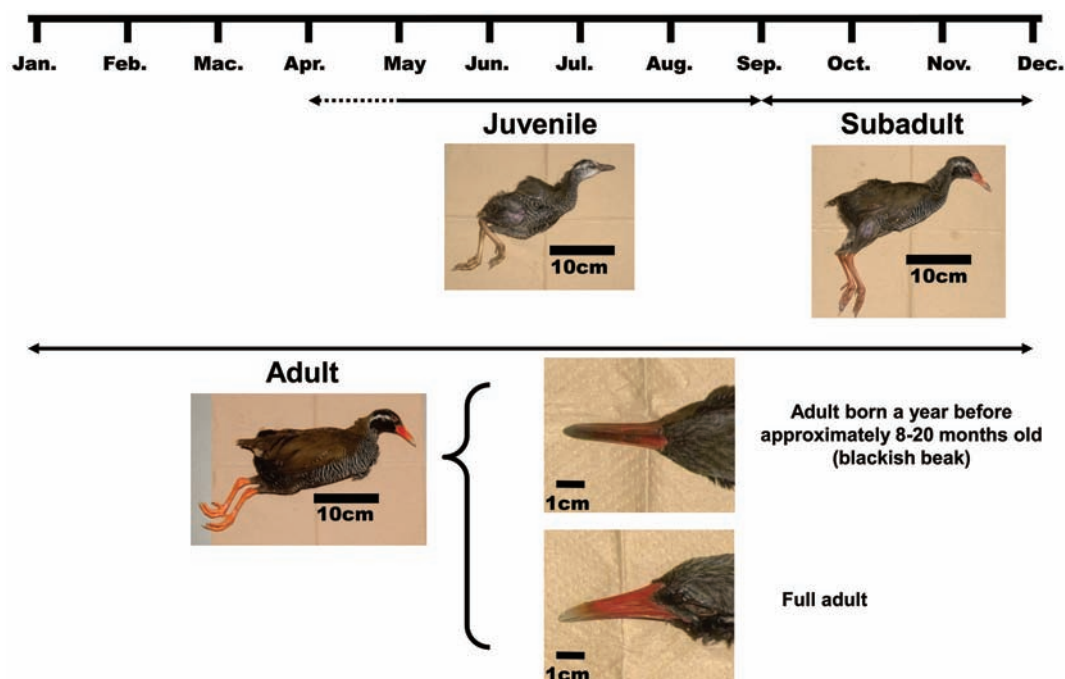 Jan. Feb. Mac. Apr. May Jun. Jul. Aug. Sep. Oct. Nov. Dec.
Juvenile
Subadult
10cm
10cm
Adult
10cm
1cm
Adult born a year before
approximately 8-20 months old
(blackish beak)
1cm
Full adult